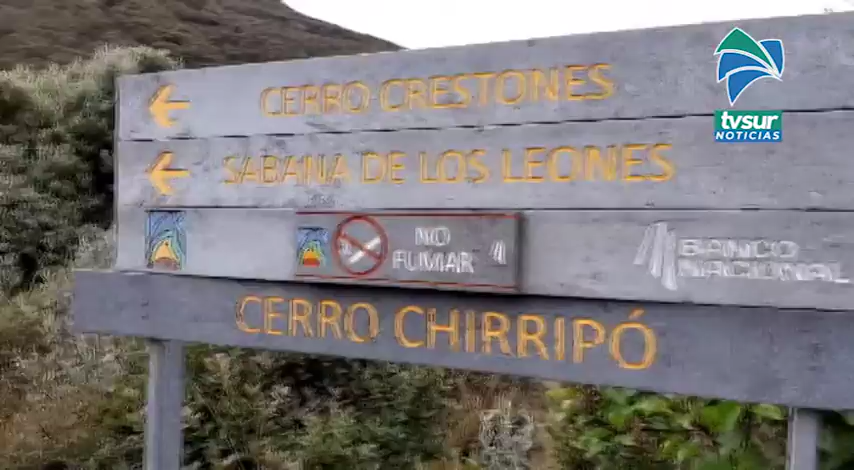 CERRO CRESTONES
tvsur
NOTICIAS
SABANA DE LOS LEONES
NO
FUMAR
BANCO
NACIONAL
CERRO CHIRRIPÓ